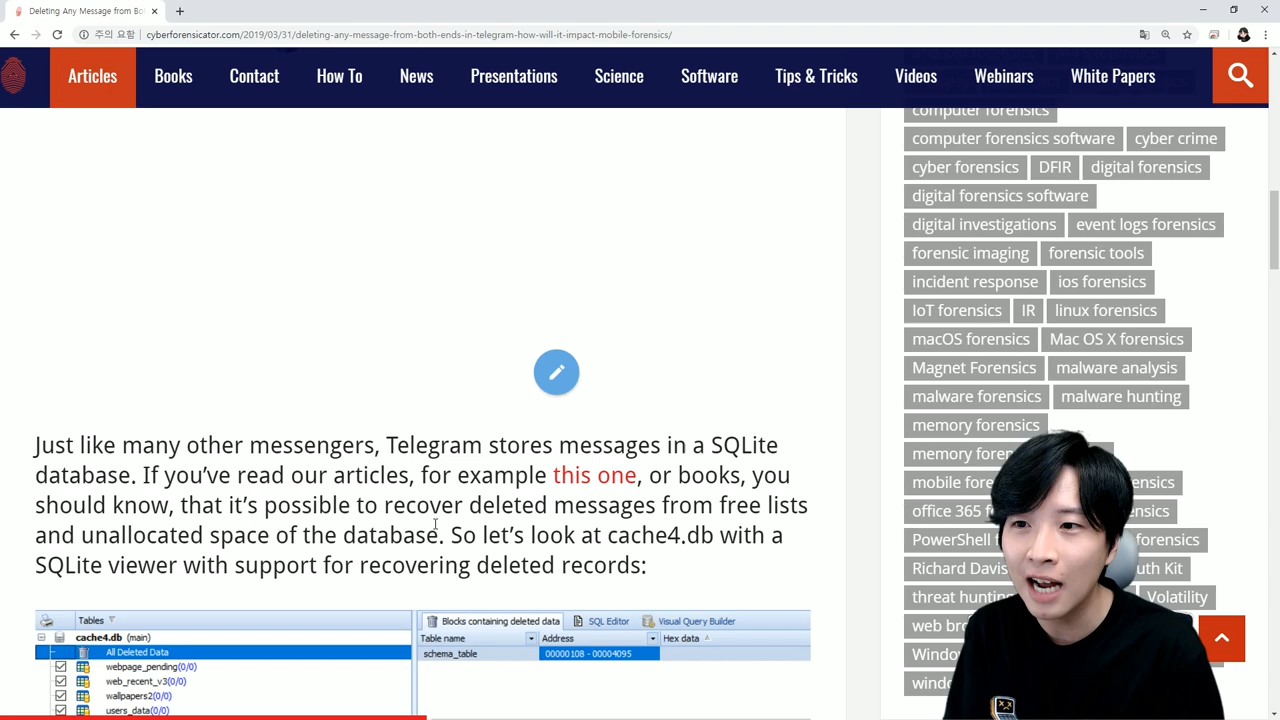 Deleting Any Message from Bo
주의 요함
cyberforensicator.com/2019/03/31/deleting-any-message-from-both-ends-in-telegram-how-will-it-impact-mobile-forensics/
Articles Books Contact How To News Presentations Science Software Tips & Tricks Videos Webinars White Papers
Just like many other messengers, Telegram stores messages in a SQLite
database. If you’ve read our articles, for example this one, or books, you
should know, that it’s possible to recover deleted messages from free lists
and unallocated space of the database. So let’s look at cache4.db with a
SQLite viewer with support for recovering deleted records:
Tables
cache4.db (main)
All Deleted Data
webpage_pending(0/0)
web_recent_v3(0/0)
wallpapers2(0/0)
users_data(0/0)
Blocks containing deleted data SQL Editor Visual Query Builder
Table name Address Hex data
schema_table 00000108 - 00004095
computer forensics
computer forensics software cyber crime
cyber forensics DFIR digital forensics
digital forensics software
digital investigations event logs forensics
forensic imaging forensic tools
incident response ios forensics
IoT forensics IR linux forensics
macOS forensics Mac OS X forensics
Magnet Forensics malware analysis
malware forensics malware hunting
memory forensics
memory
mobile
office 365
PowerShell forensics
Richard
threat Volatility
web